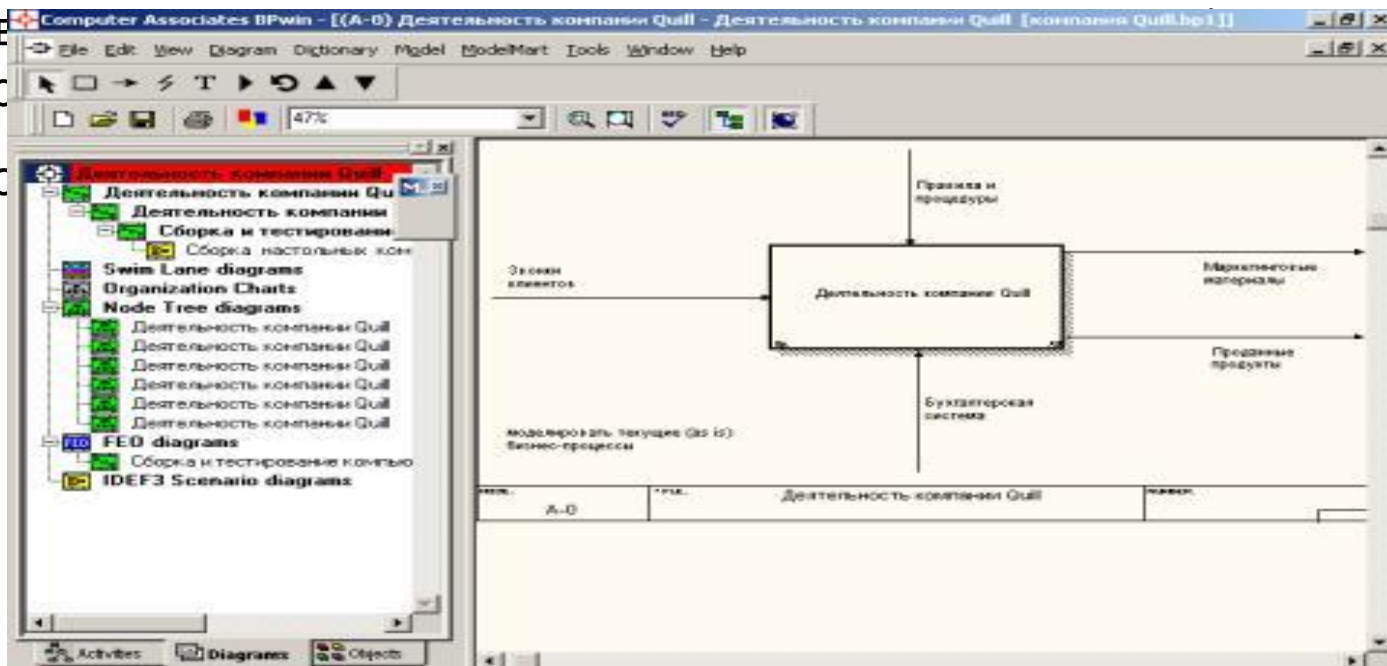 Computer Associates BPwin - [(A-0) Деятельность компании Quill - Деятельность компании Quill [компания Quill.bp1]]
File Edit View Diagram Dictionary Model ModelMart Tools Window Help
47%
Деятельность компании Quill
Деятельность компании Qu
Деятельность компании
Сборка и тестировани
Сборка настольных ком
Swim Lane diagrams
Organization Charts
Node Tree diagrams
Деятельность компании Quill
Деятельность компании Quill
Деятельность компании Quill
Деятельность компании Quill
Деятельность компании Quill
Деятельность компании Quill
FEO diagrams
Сборка и тестирование компью
IDEF3 Scenario diagrams
Activities Diagrams Objects
Правила и
процедуры
Звонки
клиентов
Деятельность компании Quill
Маркетинговые
материалы
Проданные
продукты
Бухгалтерская
система
моделировать текущие (as is)
бизнес-процессы
NODE:
A-0
TITLE:
Деятельность компании Quill
NUMBER: